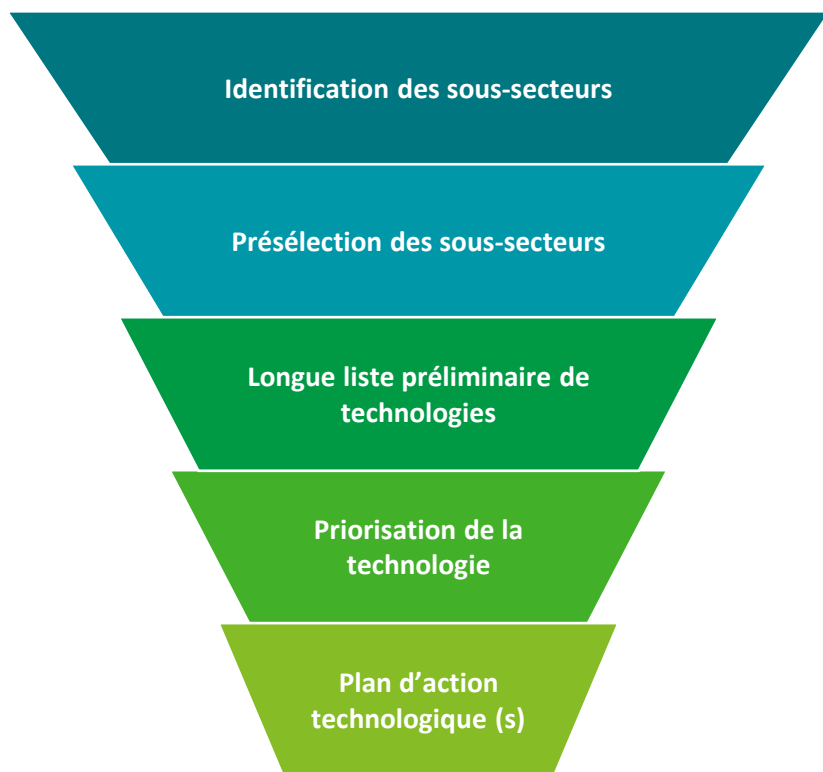 Identification des sous-secteurs
Présélection des sous-secteurs
Longue liste préliminaire de
technologies
Priorisation de la
technologie
Plan d’action
technologique (s)